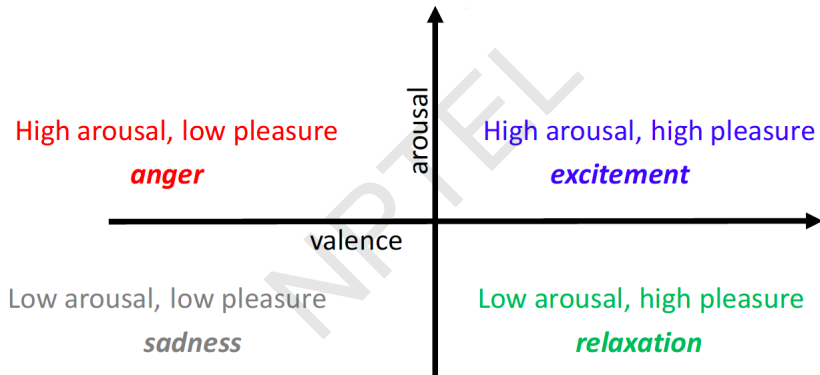 High arousal, low pleasure
anger
arousal
High arousal, high pleasure
excitement
valence
Low arousal, low pleasure
sadness
Low arousal, high pleasure
relaxation
NPTEL